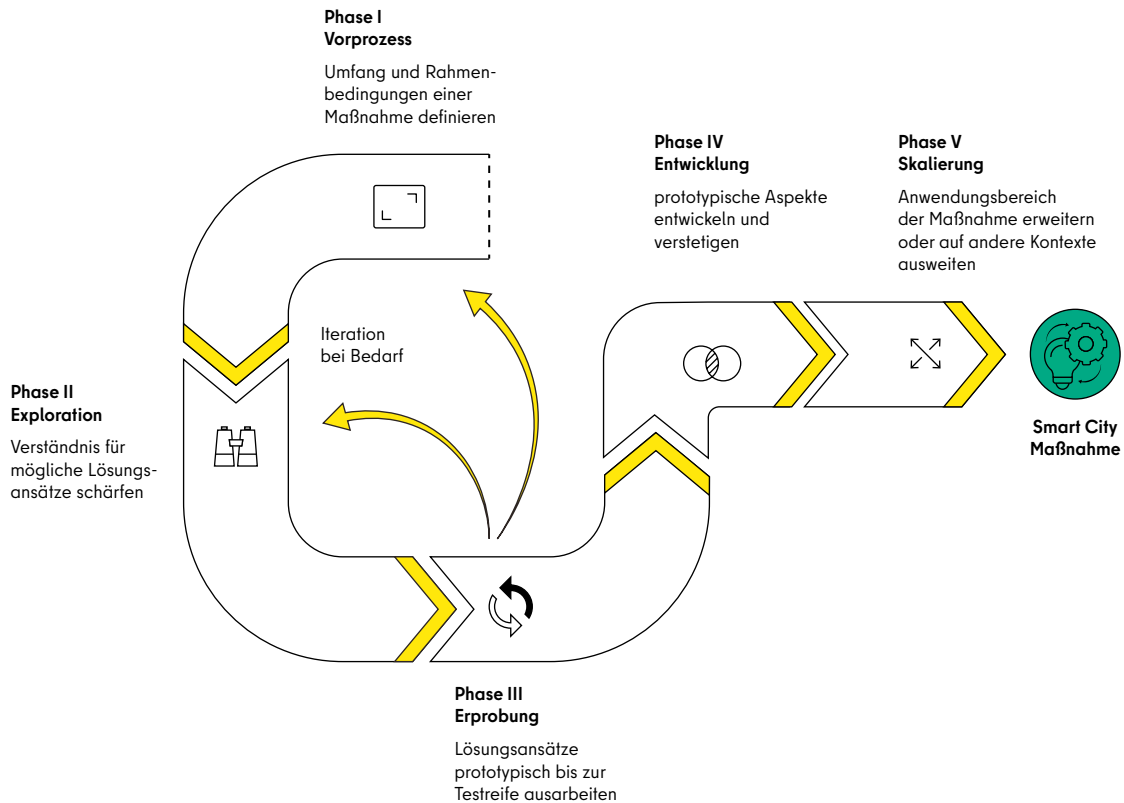 Phase I
Vorprozess
Umfang und Rahmen-
bedingungen einer
Maßnahme definieren
Phase II
Exploration
Verständnis für
mögliche Lösungs-
ansätze schärfen
Iteration
bei Bedarf
Phase III
Erprobung
Lösungsansätze
prototypisch bis zur
Testreife ausarbeiten
Phase IV
Entwicklung
prototypische Aspekte
entwickeln und
verstetigen
Phase V
Skalierung
Anwendungsbereich
der Maßnahme erweitern
oder auf andere Kontexte
ausweiten
Smart City
Maßnahme